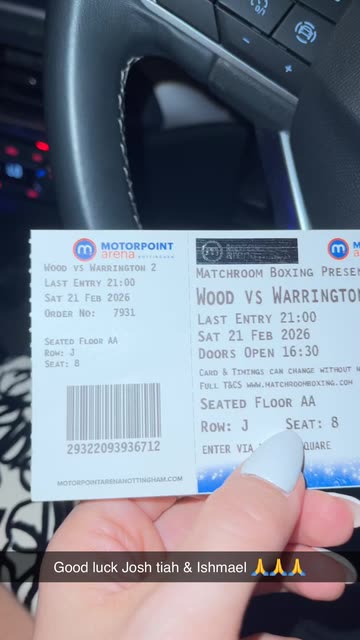 MOTORPOINT
arena NOTTINGHAM
WOOD VS WARRINGTON 2
LAST ENTRY 21:00
SAT 21 FEB 2026
ORDER NO: 7931
SEATED FLOOR AA
ROW: J
SEAT: 8
29322093936712
MOTORPOINTARENANOTTINGHAM.COM
MATCHROOM BOXING PRESEN
WOOD VS WARRINGTON
LAST ENTRY 21:00
SAT 21 FEB 2026
DOORS OPEN 16:30
CARD & TIMINGS CAN CHANGE WITHOUT
FULL T&CS WWW.MATCHROOMBOXING.COM
SEATED FLOOR AA
ROW: J SEAT: 8
ENTER VIA SQUARE
MO
a
Good luck Josh tiah & Ishmael 🙏🙏🙏